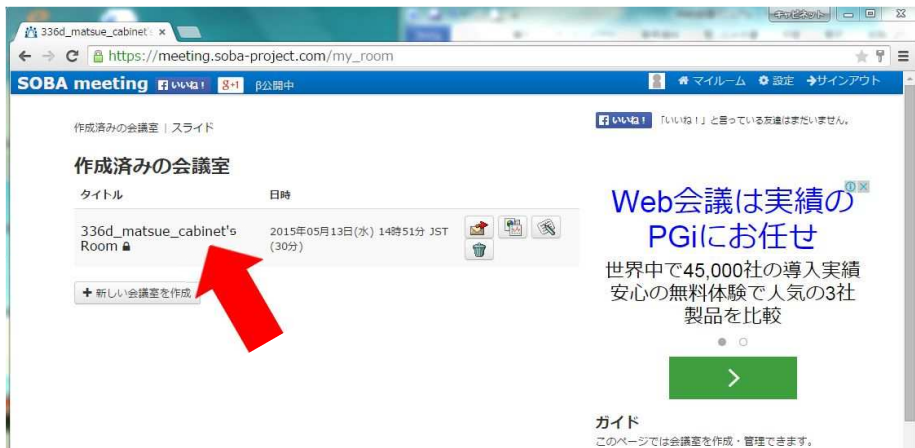 キャビネット
336d_matsue_cabinet
https://meeting.soba-project.com/my_room
SOBA meeting いいね! g+1 β公開中 マイルーム 設定 サインアウト
作成済みの会議室 | スライド
いいね! 「いいね!」と言っている友達はまだいません。
作成済みの会議室
タイトル 日時
336d_matsue_cabinet's
Room
2015年05月13日(水) 14時51分 JST
(30分)
+ 新しい会議室を作成
Web会議は実績の
PGiにお任せ
世界中で45,000社の導入実績
安心の無料体験で人気の3社
製品を比較
ガイド
このページでは会議室を作成・管理できます。